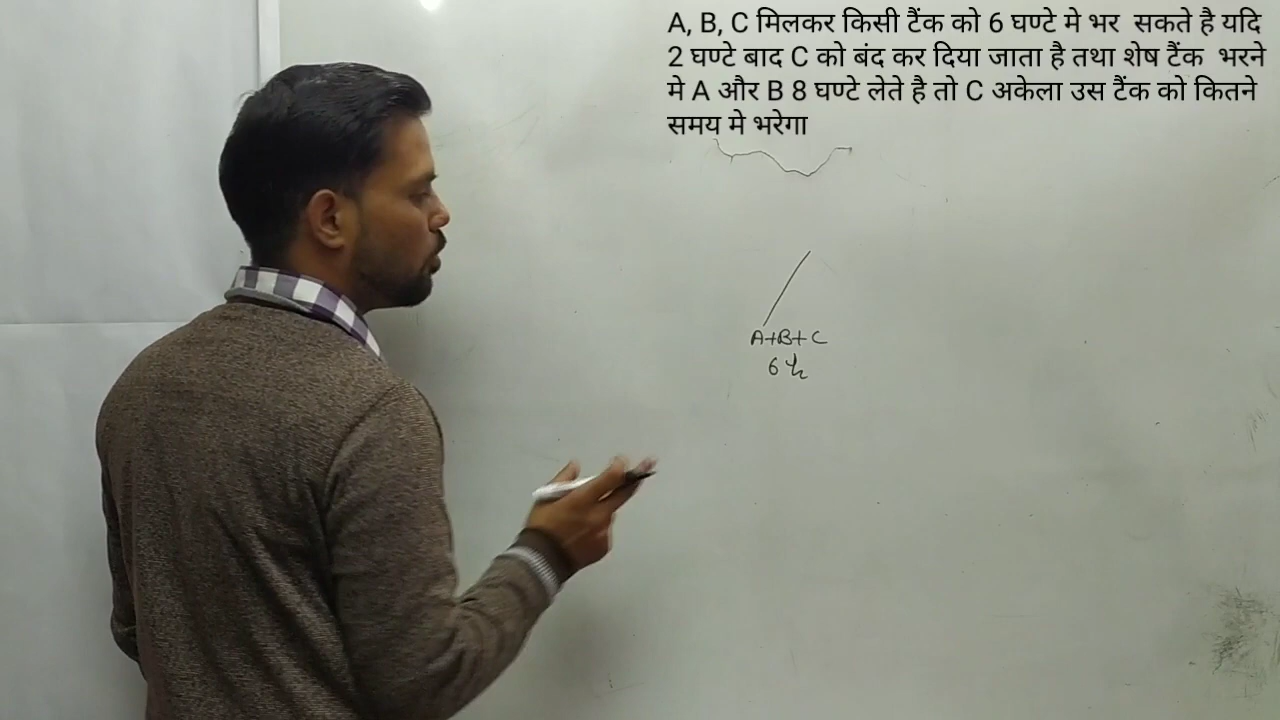 A, B, C मिलकर किसी टैंक को 6 घण्टे मे भर सकते है यदि
2 घण्टे बाद C को बंद कर दिया जाता है तथा शेष टैंक भरने
मे A और B 8 घण्टे लेते है तो C अकेला उस टैंक को कितने
समय मे भरेगा
A+B+C
6 h